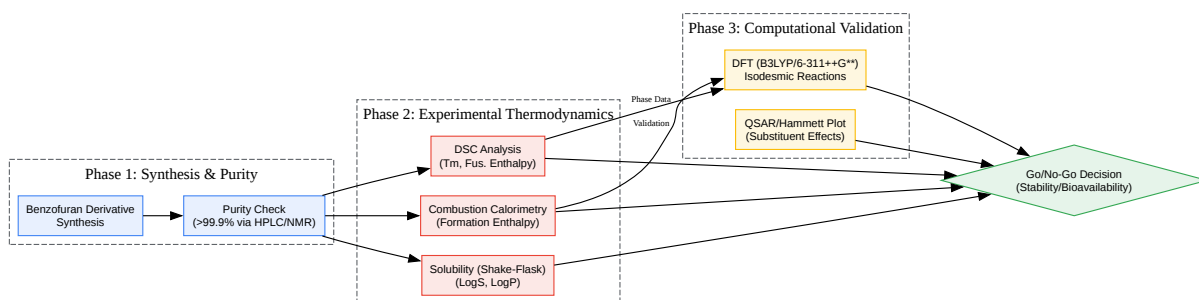 Phase 1: Synthesis & Purity
Benzofuran Derivative
Synthesis
Purity Check
(>99.9% via HPLC/NMR)
Phase 2: Experimental Thermodynamics
DSC Analysis
(Tm, Fus. Enthalpy)
Combustion Calorimetry
(Formation Enthalpy)
Solubility (Shake-Flask)
(LogS, LogP)
Phase Data
Validation
Phase 3: Computational Validation
DFT (B3LYP/6-311++G**)
Isodesmic Reactions
QSAR/Hammett Plot
(Substituent Effects)
Go/No-Go Decision
(Stability/Bioavailability)